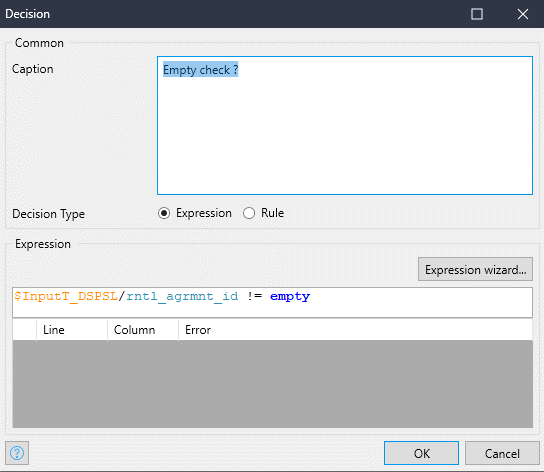 Decision
Common
Caption
Empty check ?
Decision Type
Expression
Rule
Expression
Expression wizard...
$InputT_DSPSL/rntl_agrmnt_id != empty
Line Column Error
?
OK Cancel